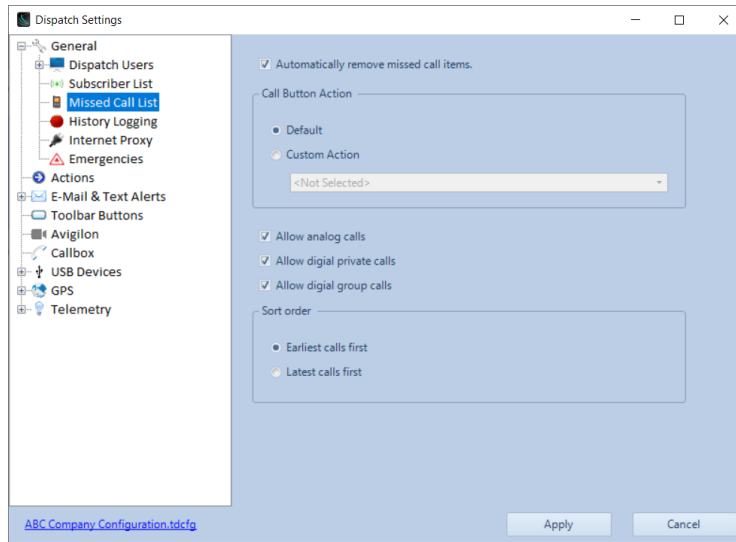 Dispatch Settings
General
Dispatch Users
Subscriber List
Missed Call List
History Logging
Internet Proxy
Emergencies
Actions
E-Mail & Text Alerts
Toolbar Buttons
Avigilon
Callbox
USB Devices
GPS
Telemetry
Automatically remove missed call items.
Call Button Action
Default
Custom Action
<Not Selected>
Allow analog calls
Allow digial private calls
Allow digial group calls
Sort order
Earliest calls first
Latest calls first
ABC Company Configuration.tdcfg
Apply
Cancel